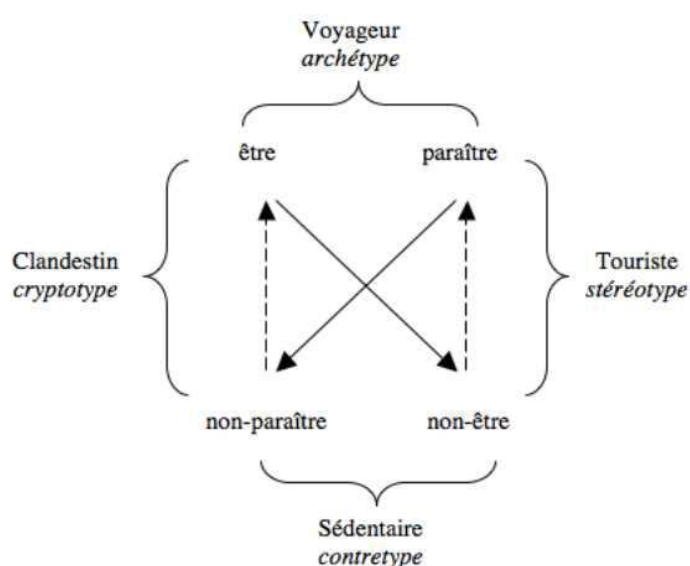 Voyageur
archétype
être
paraître
Clandestin
cryptotype
Touriste
stéréotype
non-paraître
non-être
Sédentaire
contretype